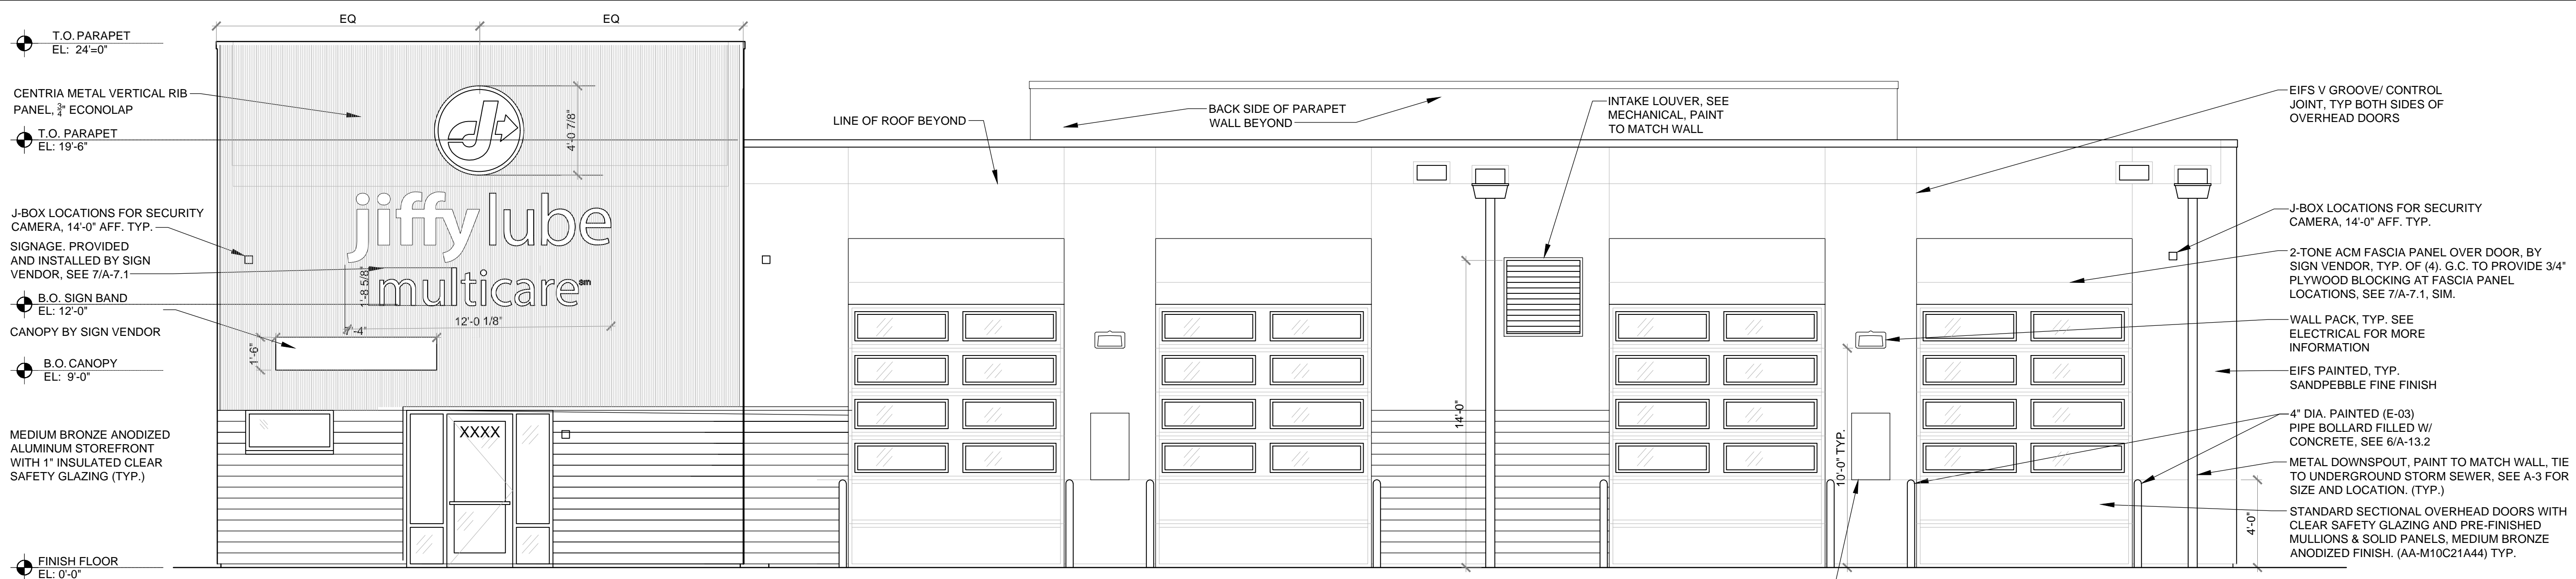 EQ
EQ
T.O. PARAPET
EL: 24'=0"
CENTRIA METAL VERTICAL RIB
PANEL, 3/4" ECONOLAP
T.O. PARAPET
EL: 19'-6"
J-BOX LOCATIONS FOR SECURITY
CAMERA, 14'-0" AFF. TYP.
SIGNAGE. PROVIDED
AND INSTALLED BY SIGN
VENDOR, SEE 7/A-7.1
B.O. SIGN BAND
EL: 12'-0"
CANOPY BY SIGN VENDOR
B.O. CANOPY
EL: 9'-0"
MEDIUM BRONZE ANODIZED
ALUMINUM STOREFRONT
WITH 1" INSULATED CLEAR
SAFETY GLAZING (TYP.)
FINISH FLOOR
EL: 0'-0"
4'-0 7/8"
jiffy lube
multicare sm
1'-8 5/8"
12'-0 1/8"
7'-4"
1'-6"
XXXX
LINE OF ROOF BEYOND
BACK SIDE OF PARAPET
WALL BEYOND
INTAKE LOUVER, SEE
MECHANICAL, PAINT
TO MATCH WALL
14'-0"
10'-0" TYP.
EIFS V GROOVE/ CONTROL
JOINT, TYP BOTH SIDES OF
OVERHEAD DOORS
J-BOX LOCATIONS FOR SECURITY
CAMERA, 14'-0" AFF. TYP.
2-TONE ACM FASCIA PANEL OVER DOOR, BY
SIGN VENDOR, TYP. OF (4). G.C. TO PROVIDE 3/4"
PLYWOOD BLOCKING AT FASCIA PANEL
LOCATIONS, SEE 7/A-7.1, SIM.
WALL PACK, TYP. SEE
ELECTRICAL FOR MORE
INFORMATION
EIFS PAINTED, TYP.
SANDPEBBLE FINE FINISH
4" DIA. PAINTED (E-03)
PIPE BOLLARD FILLED W/
CONCRETE, SEE 6/A-13.2
METAL DOWNSPOUT, PAINT TO MATCH WALL, TIE
TO UNDERGROUND STORM SEWER, SEE A-3 FOR
SIZE AND LOCATION. (TYP.)
STANDARD SECTIONAL OVERHEAD DOORS WITH
CLEAR SAFETY GLAZING AND PRE-FINISHED
MULLIONS & SOLID PANELS, MEDIUM BRONZE
ANODIZED FINISH. (AA-M10C21A44) TYP.
4'-0"